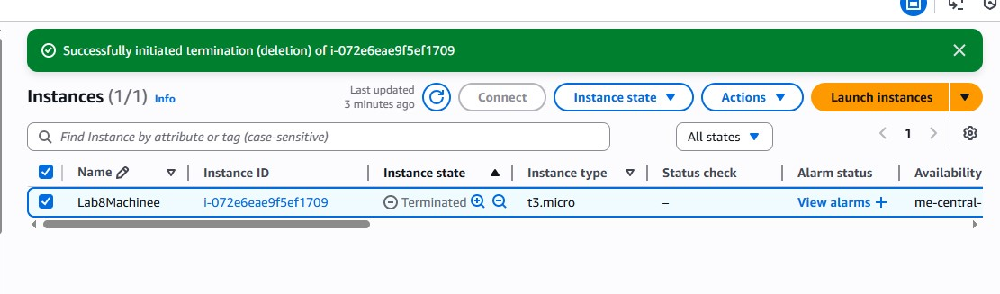 Successfully initiated termination (deletion) of i-072e6eae9f5ef1709
Instances (1/1) Info
Last updated
3 minutes ago
Connect
Instance state
Actions
Launch instances
Find Instance by attribute or tag (case-sensitive)
All states
1
Name Instance ID Instance state Instance type Status check Alarm status Availability
Lab8Machinee i-072e6eae9f5ef1709 Terminated t3.micro – View alarms + me-central-